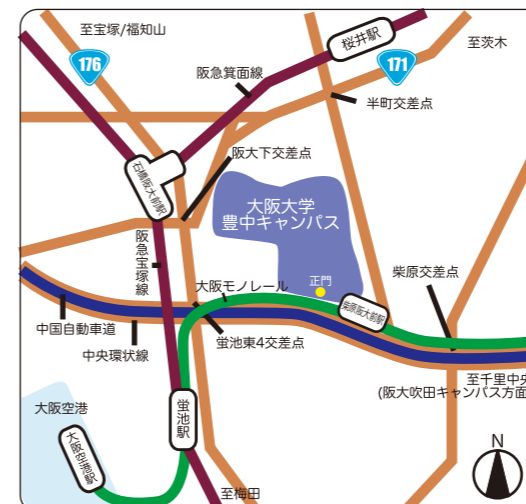 至宝塚/福知山
176
桜井駅
至茨木
171
阪急箕面線
半町交差点
石橋阪大前駅
阪大下交差点
大阪大学
豊中キャンパス
阪急宝塚線
正門
大阪モノレール
柴原阪大前駅
柴原交差点
中国自動車道
中央環状線
蛍池東4交差点
至千里中央
(阪大吹田キャンパス方面
大阪空港
蛍池駅
大阪空港駅
至梅田
N